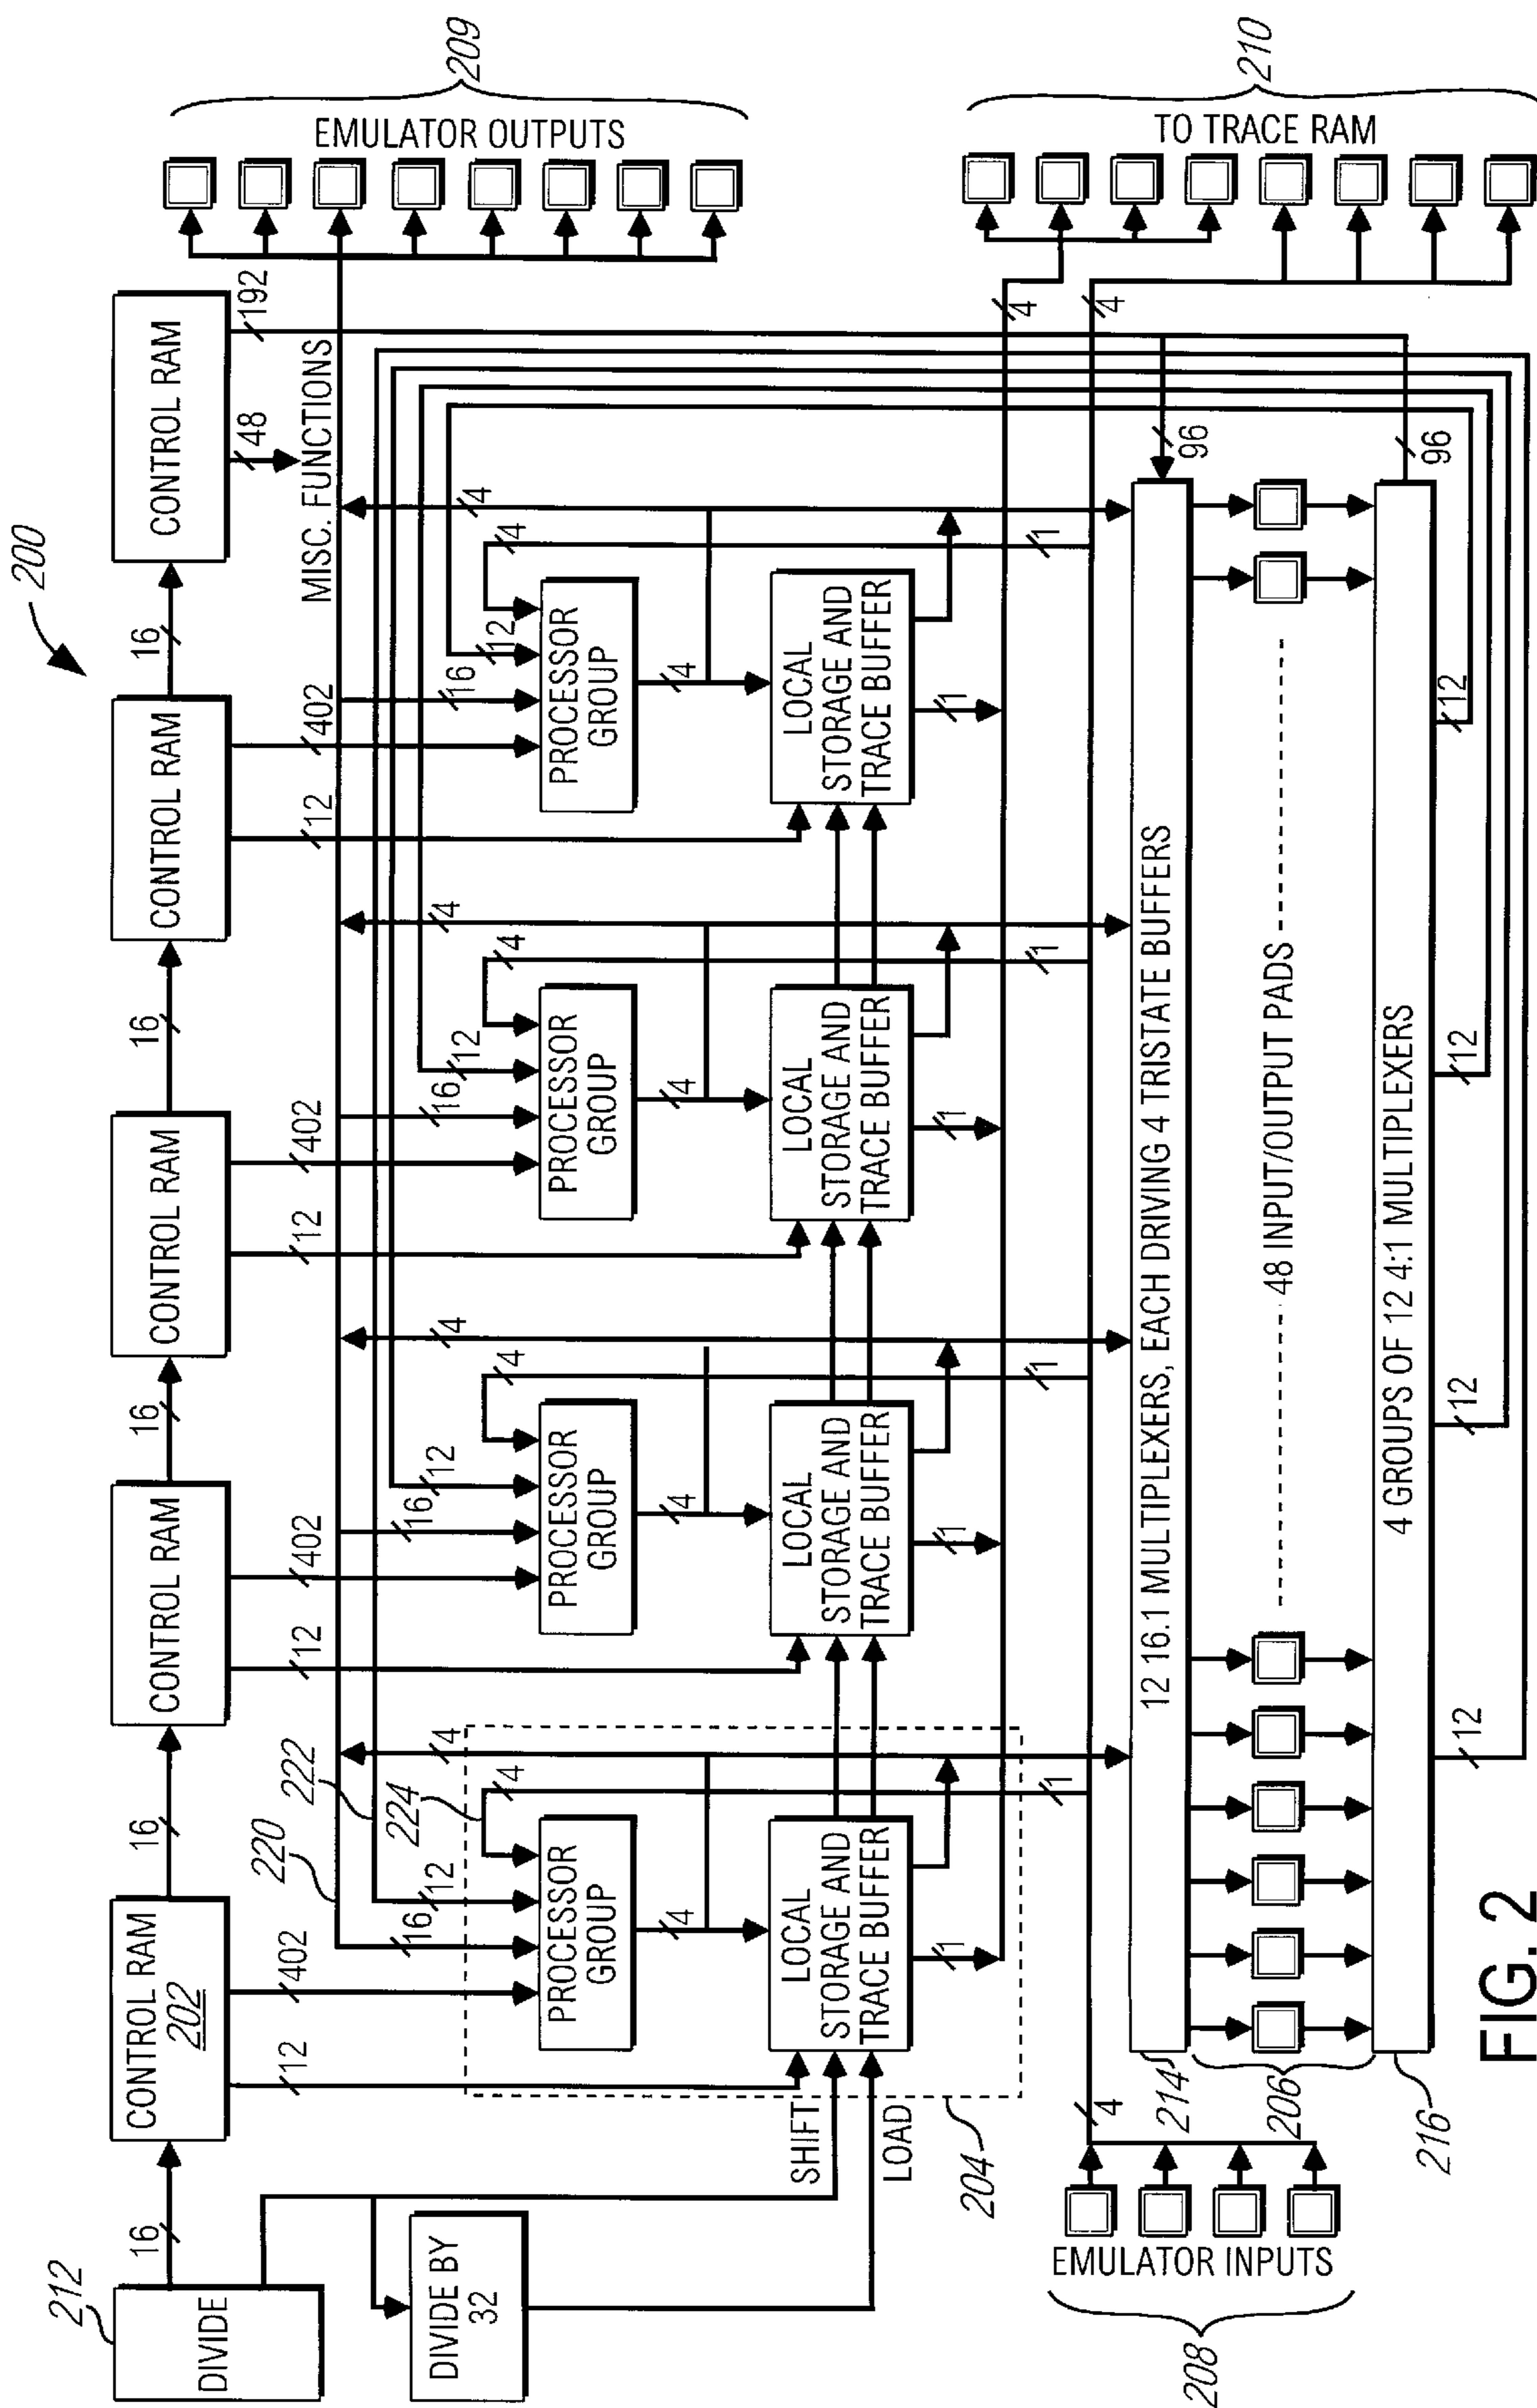 200
212
DIVIDE
16
CONTROL RAM
202
16
CONTROL RAM
16
CONTROL RAM
16
CONTROL RAM
16
CONTROL RAM
12
402
12
402
12
402
12
402
48
192
MISC. FUNCTIONS
EMULATOR OUTPUTS
209
DIVIDE BY
32
220
222
224
16
12
4
4
16
12
4
4
16
12
4
4
16
12
4
4
PROCESSOR
GROUP
PROCESSOR
GROUP
PROCESSOR
GROUP
PROCESSOR
GROUP
4
4
4
4
SHIFT
LOAD
LOCAL
STORAGE AND
TRACE BUFFER
LOCAL
STORAGE AND
TRACE BUFFER
LOCAL
STORAGE AND
TRACE BUFFER
LOCAL
STORAGE AND
TRACE BUFFER
1
1
1
1
4
204
1
1
1
1
4
TO TRACE RAM
210
EMULATOR INPUTS
208
4
214
12 16.1 MULTIPLEXERS, EACH DRIVING 4 TRISTATE BUFFERS
96
206
48 INPUT/OUTPUT PADS
216
4 GROUPS OF 12 4:1 MULTIPLEXERS
96
12
12
12
12
FIG. 2